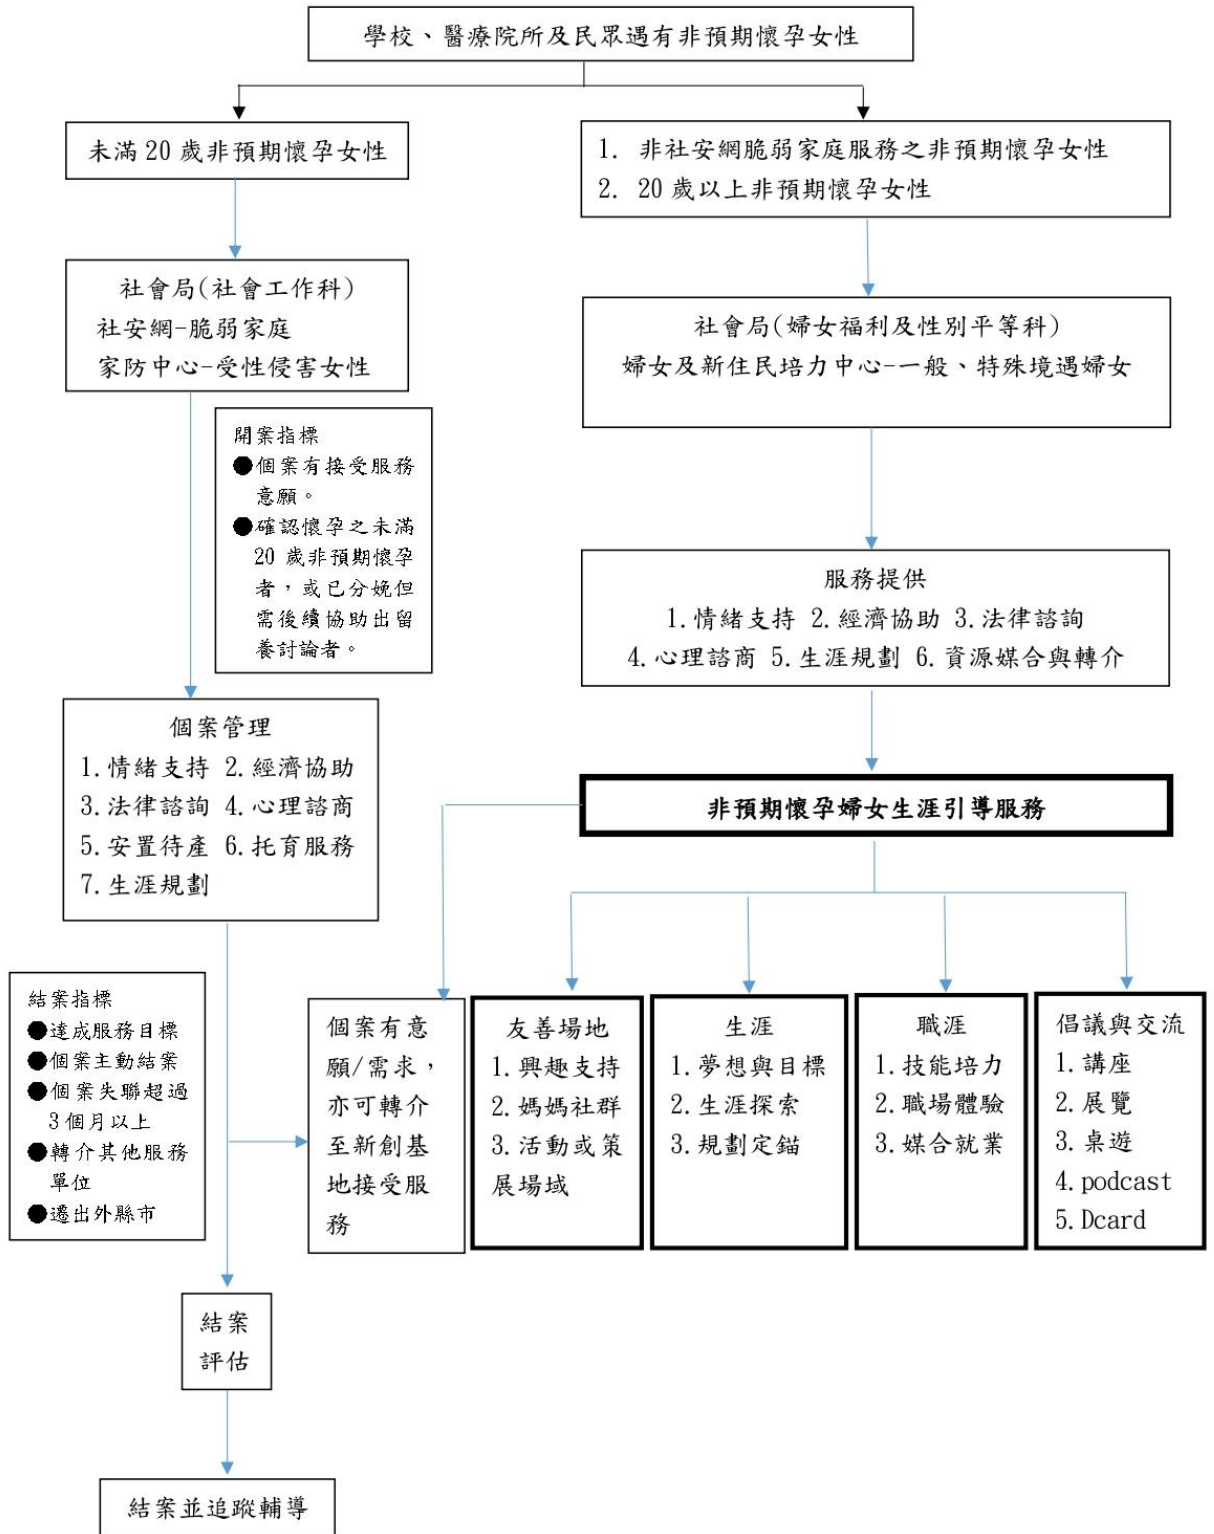 學校、醫療院所及民眾遇有非預期懷孕女性
未滿 20 歲非預期懷孕女性
1. 非社安網脆弱家庭服務之非預期懷孕女性
2. 20 歲以上非預期懷孕女性
社會局(社會工作科)
社安網-脆弱家庭
家防中心-受性侵害女性
社會局(婦女福利及性別平等科)
婦女及新住民培力中心-一般、特殊境遇婦女
開案指標
●個案有接受服務
意願。
●確認懷孕之未滿
20 歲非預期懷孕
者，或已分娩但
需後續協助出留
養討論者。
服務提供
1.情緒支持 2.經濟協助 3.法律諮詢
4.心理諮商 5.生涯規劃 6.資源媒合與轉介
個案管理
1.情緒支持 2.經濟協助
3.法律諮詢 4.心理諮商
5.安置待產 6.托育服務
7.生涯規劃
非預期懷孕婦女生涯引導服務
結案指標
●達成服務目標
●個案主動結案
●個案失聯超過
3個月以上
●轉介其他服務
單位
●遷出外縣市
個案有意
願/需求，
亦可轉介
至新創基
地接受服
務
友善場地
1.興趣支持
2.媽媽社群
3.活動或策
展場域
生涯
1.夢想與目標
2.生涯探索
3.規劃定錨
職涯
1.技能培力
2.職場體驗
3.媒合就業
倡議與交流
1.講座
2.展覽
3.桌遊
4.podcast
5.Dcard
結案
評估
結案並追蹤輔導